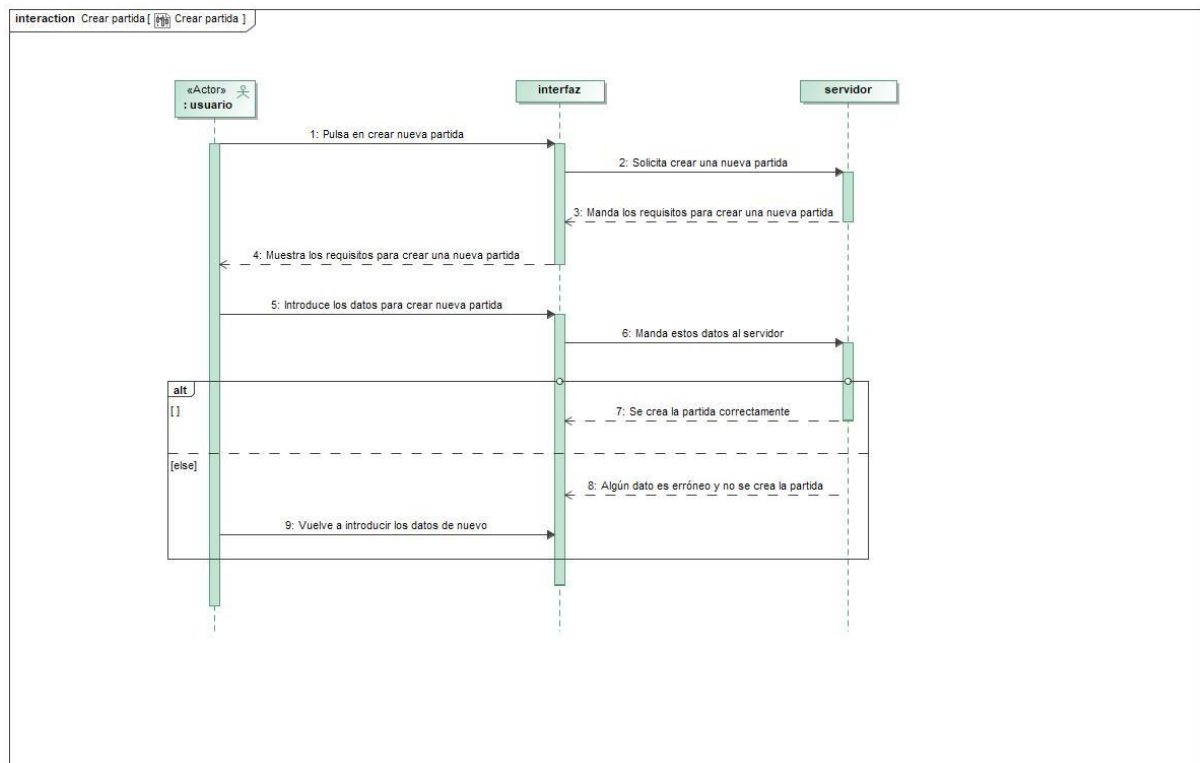 interaction Crear partida [ Crear partida ]
«Actor»
: usuario
interfaz
servidor
1: Pulsa en crear nueva partida
2: Solicita crear una nueva partida
3: Manda los requisitos para crear una nueva partida
4: Muestra los requisitos para crear una nueva partida
5: Introduce los datos para crear nueva partida
6: Manda estos datos al servidor
alt
[ ]
7: Se crea la partida correctamente
[else]
8: Algún dato es erróneo y no se crea la partida
9: Vuelve a introducir los datos de nuevo